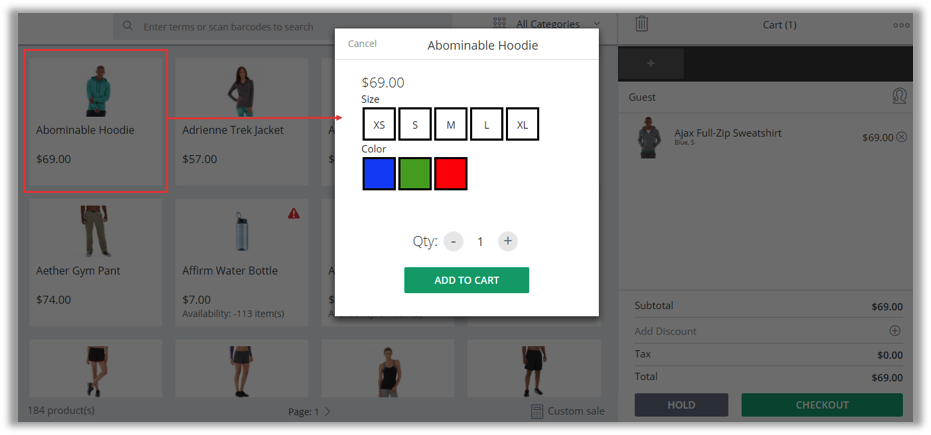 Enter terms or scan barcodes to search
All Categories
Cart (1)
Cancel
Abominable Hoodie
+
Guest
$69.00
Size
XS S M L XL
Color
Ajax Full-Zip Sweatshirt
Blue, S
$69.00
Abominable Hoodie
$69.00
Adrienne Trek Jacket
$57.00
Qty: - 1 +
ADD TO CART
Aether Gym Pant
$74.00
Affirm Water Bottle
$7.00
Availability: -113 item(s)
Subtotal $69.00
Add Discount
Tax $0.00
Total $69.00
HOLD
CHECKOUT
184 product(s)
Page: 1 >
Custom sale